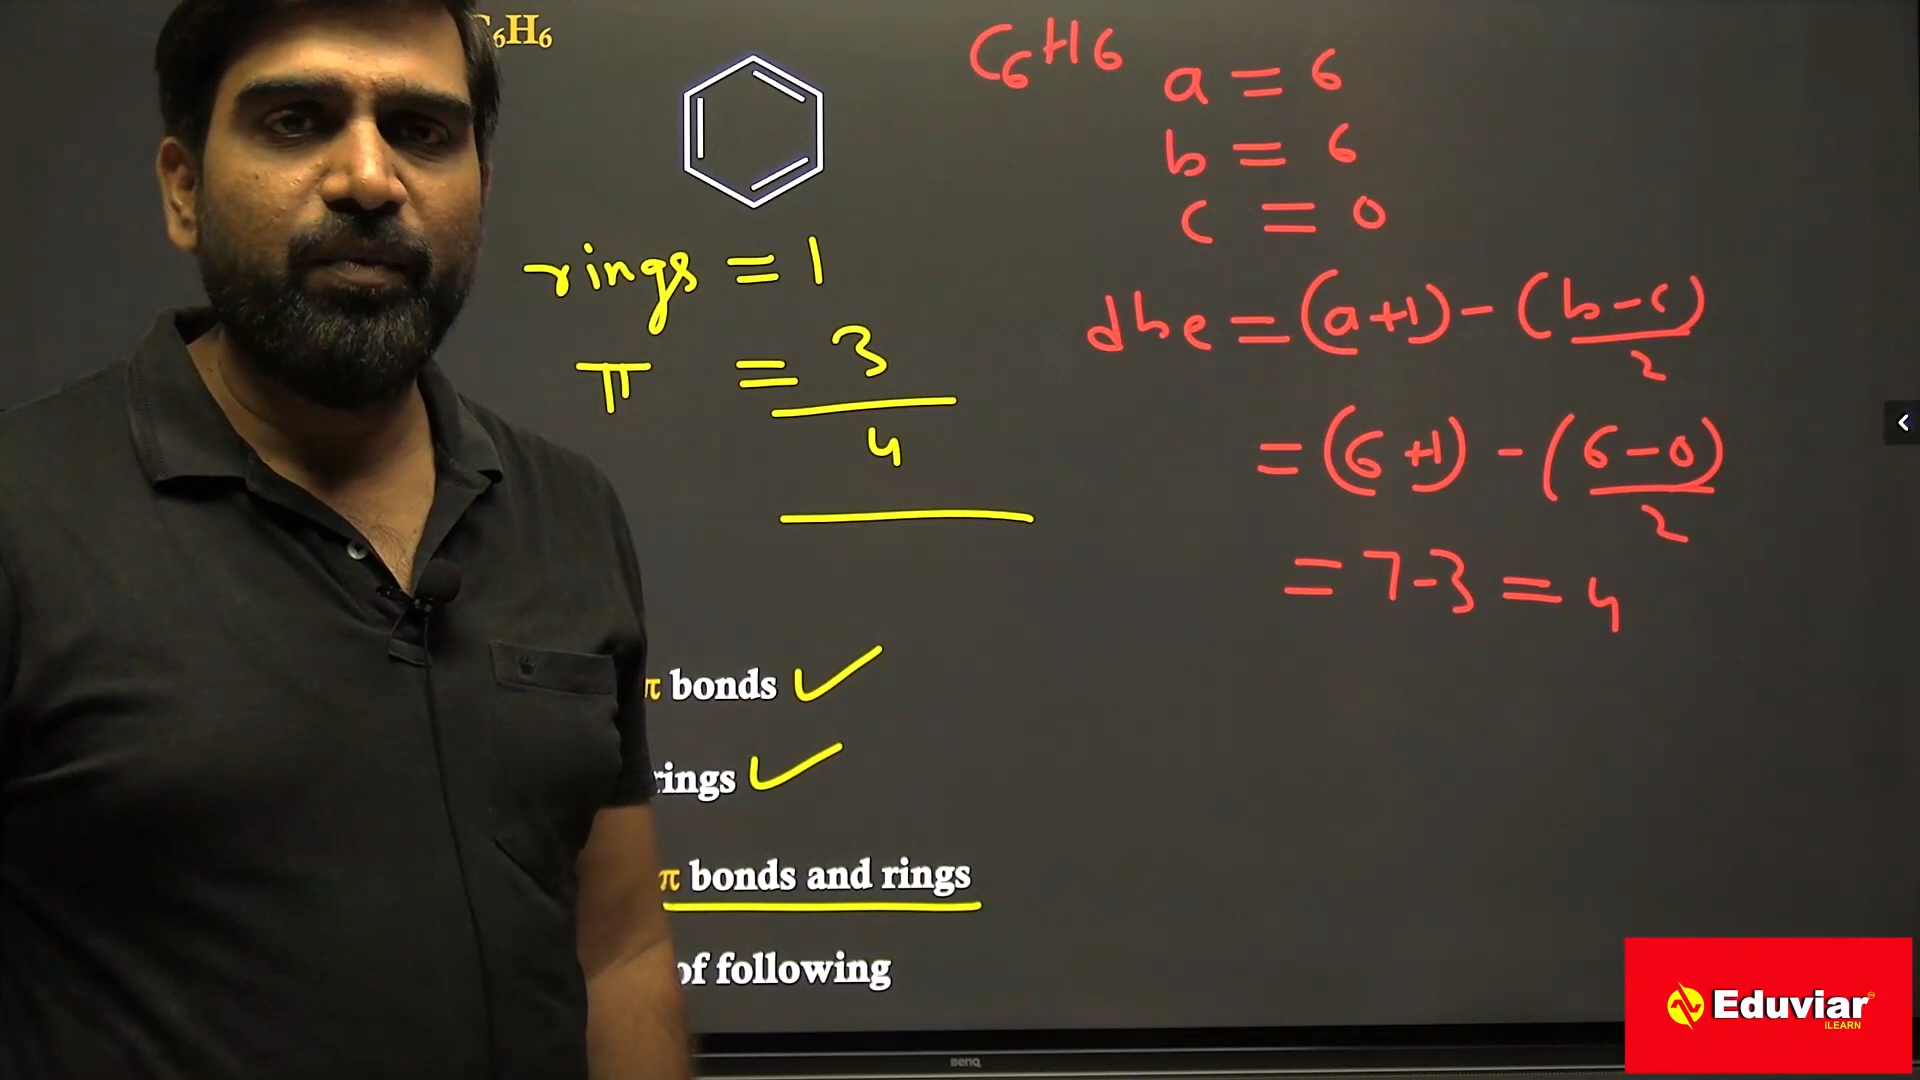 6H6
C6H6
a = 6
b = 6
c = 0
rings = 1
π = 3
4
dbe = (a+1) - (b-c)/2
= (6+1) - (6-0)/2
= 7-3 = 4
π bonds ✓
rings ✓
π bonds and rings
of following
Eduviar
iLEARN
BenQ